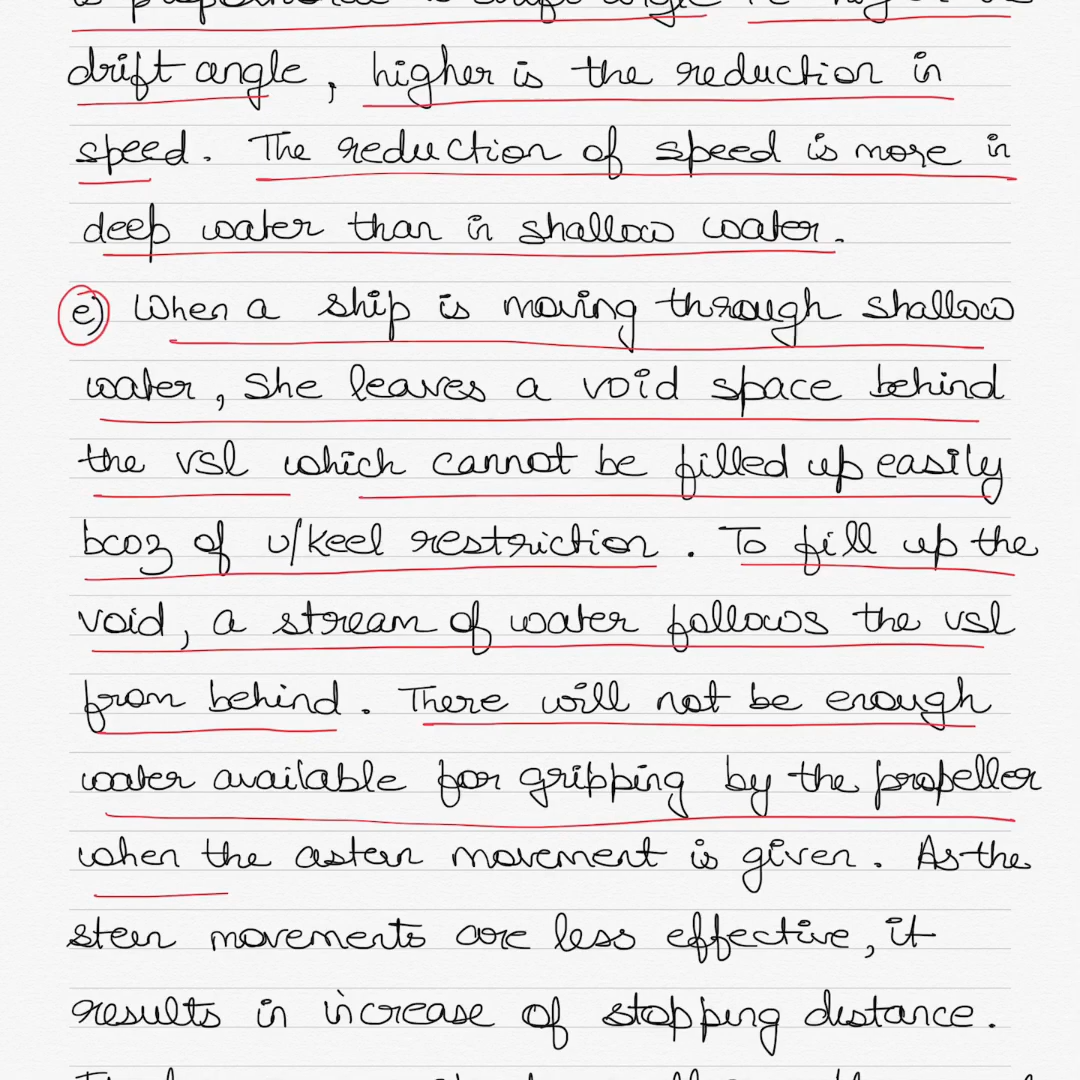 drift angle, higher is the reduction in
speed. The reduction of speed is more in
deep water than in shallow water.
e) When a ship is moving through shallow
water, she leaves a void space behind
the vsl which cannot be filled up easily
bcoz of u/keel restriction. To fill up the
void, a stream of water follows the vsl
from behind. There will not be enough
water available for gripping by the propeller
when the astern movement is given. As the
stern movements are less effective, it
results in increase of stopping distance.